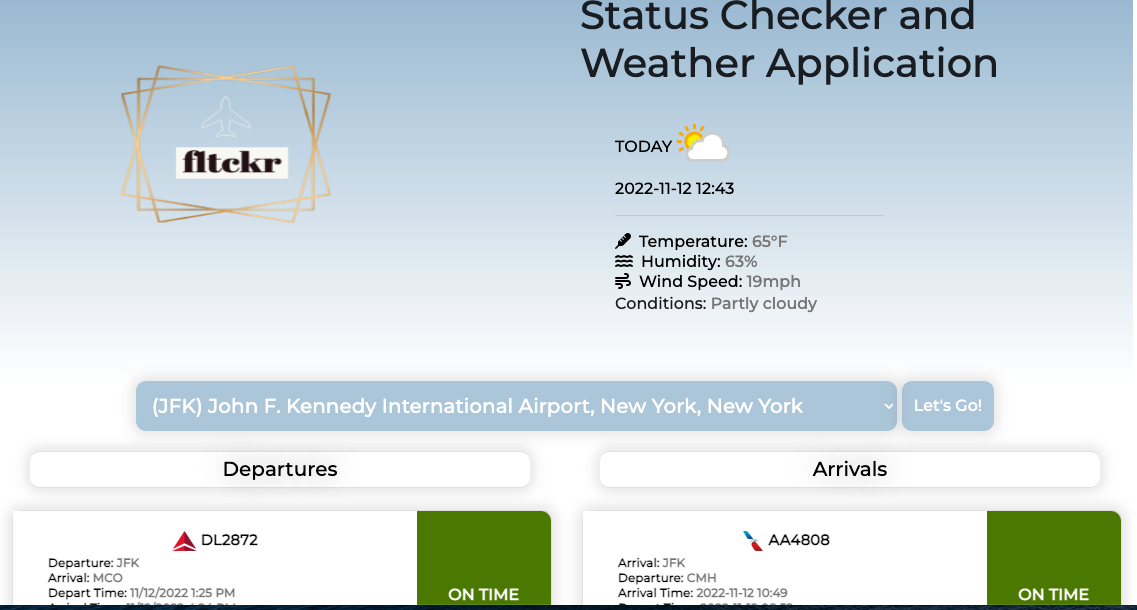 Status Checker and
Weather Application
fltckr
TODAY
2022-11-12 12:43
Temperature: 65°F
Humidity: 63%
Wind Speed: 19mph
Conditions: Partly cloudy
(JFK) John F. Kennedy International Airport, New York, New York
Let's Go!
Departures
Arrivals
DL2872
Departure: JFK
Arrival: MCO
Depart Time: 11/12/2022 1:25 PM
ON TIME
AA4808
Arrival: JFK
Departure: CMH
Arrival Time: 2022-11-12 10:49
ON TIME